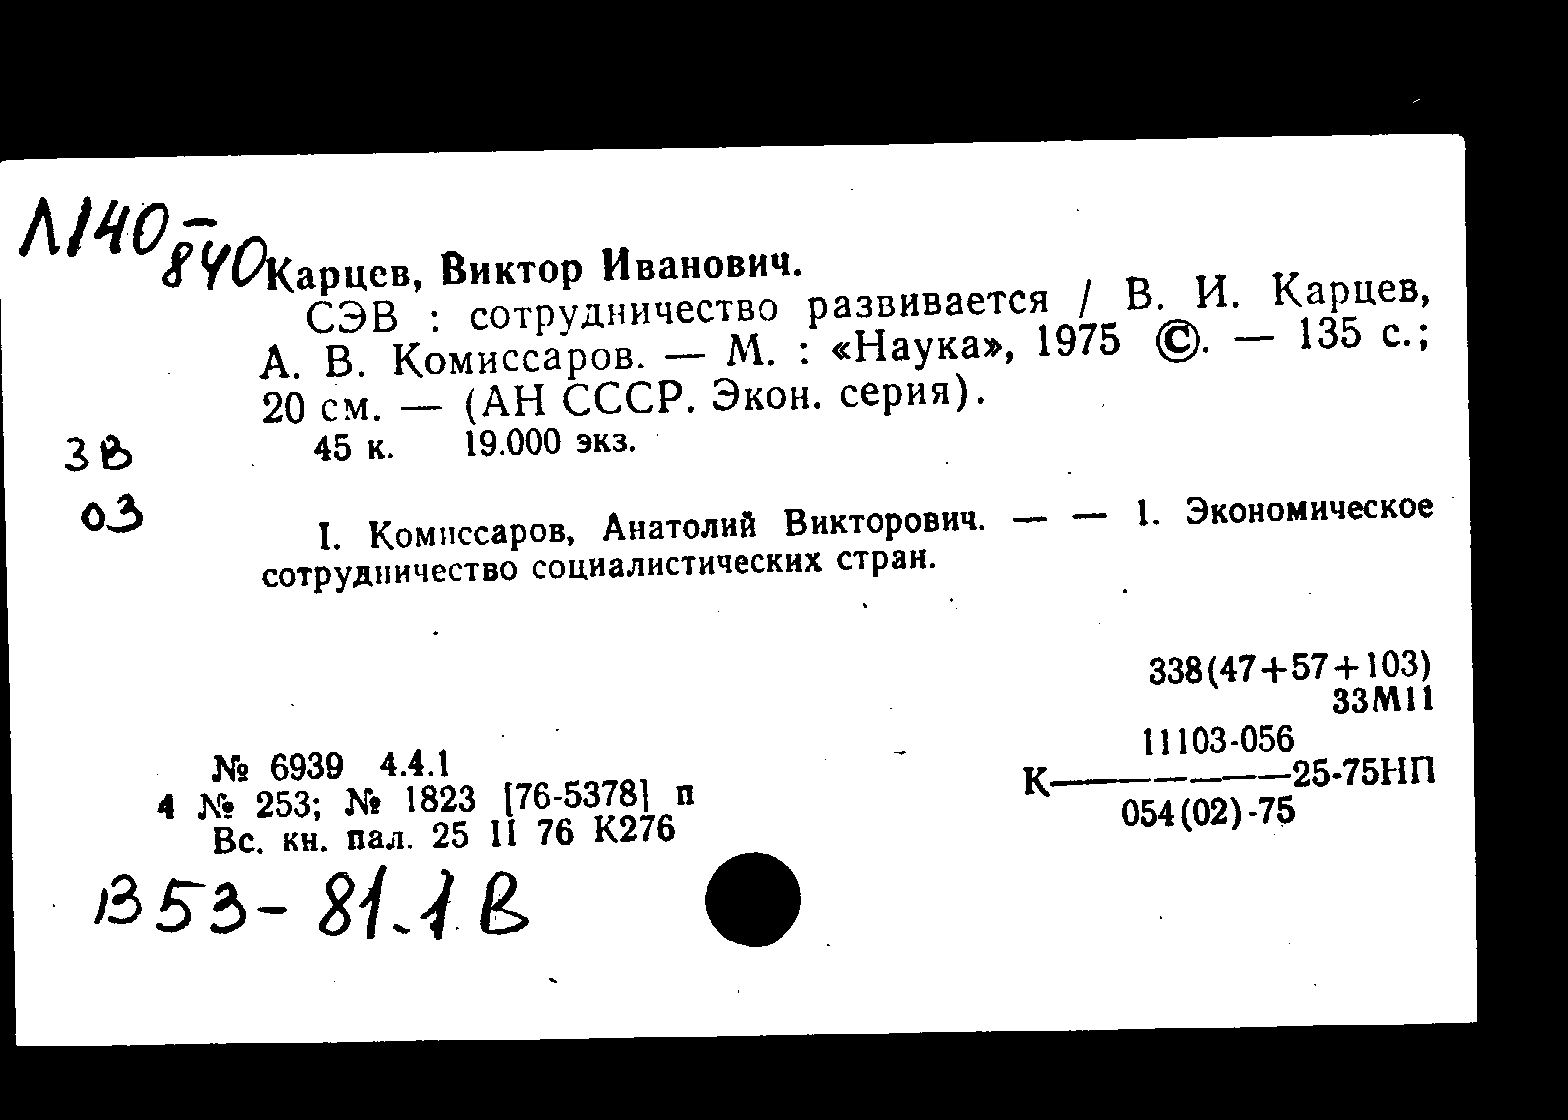 Л140-
840
Карцев, Виктор Иванович.
СЭВ : сотрудничество развивается / В. И. Карцев,
А. В. Комиссаров. — М. : «Наука», 1975 ©. — 135 с.;
20 см. — (АН СССР. Экон. серия).
45 к. 19.000 экз.
ЗВ
03
I. Комиссаров, Анатолий Викторович. — — 1. Экономическое
сотрудничество социалистических стран.
338(47+57+103)
33М11
11103-056
К—————25-75НП
054(02)-75
№ 6939 4.4.1
4 № 253; № 1823 [76-5378] п
Вс. кн. пал. 25 II 76 К276
В53-81.1В